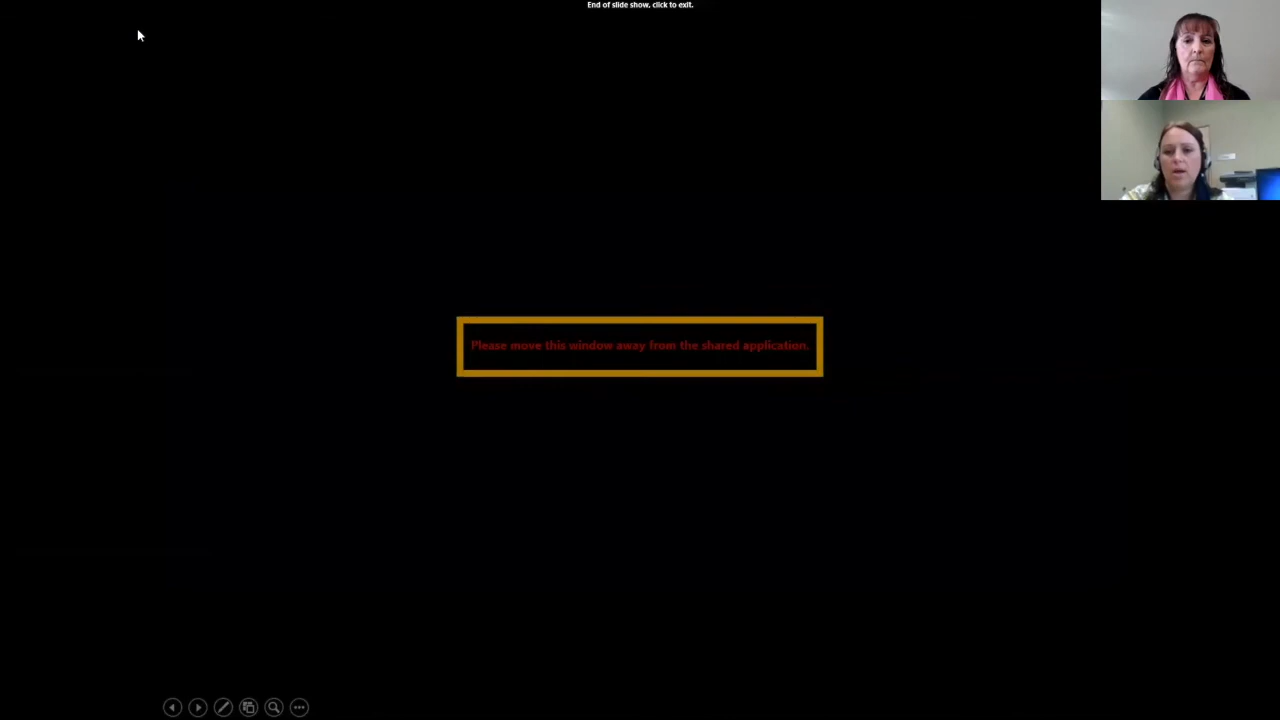 End of slide show, click to exit.
Please move this window away from the shared application.